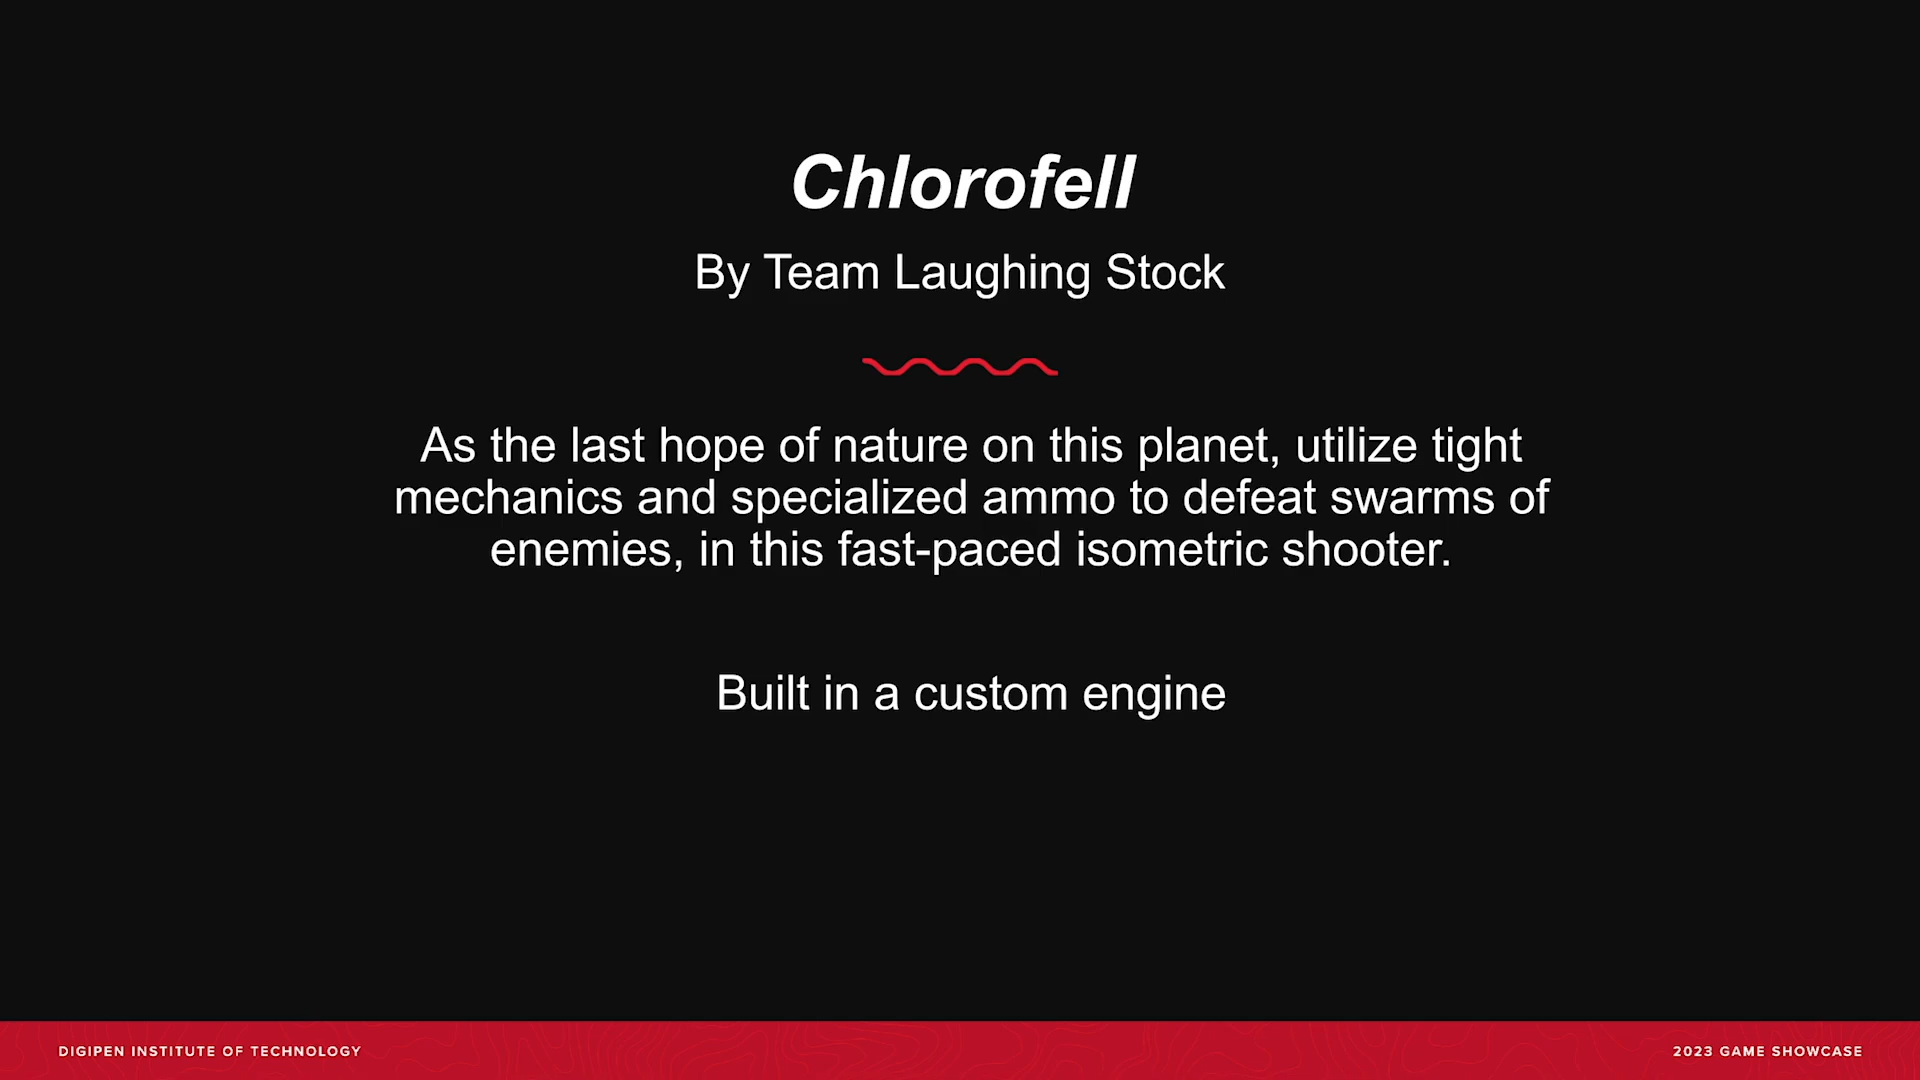 Chlorofell
By Team Laughing Stock
As the last hope of nature on this planet, utilize tight
mechanics and specialized ammo to defeat swarms of
enemies, in this fast-paced isometric shooter.
Built in a custom engine
DIGIPEN INSTITUTE OF TECHNOLOGY
2023 GAME SHOWCASE